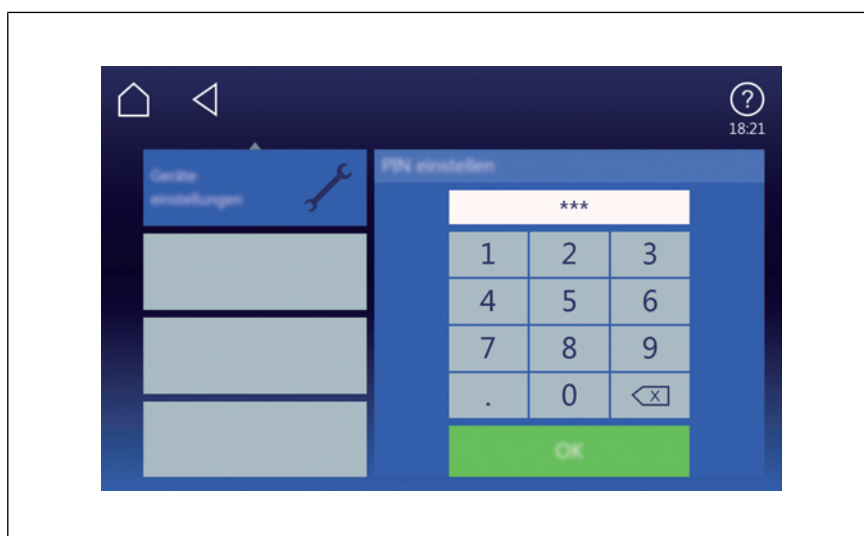 ?
18:21
Geräte-
einstellungen
PIN einstellen
***
1 2 3
4 5 6
7 8 9
. 0 X
OK